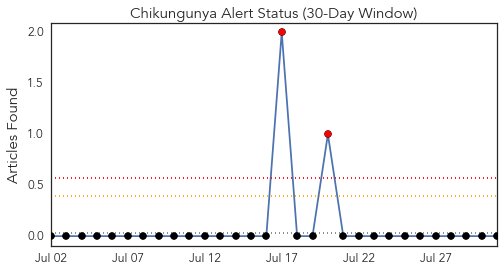 Chikungunya Alert Status (30-Day Window)
Articles Found
2.0
1.5
1.0
0.5
0.0
Jul 02 Jul 07 Jul 12 Jul 17 Jul 22 Jul 27